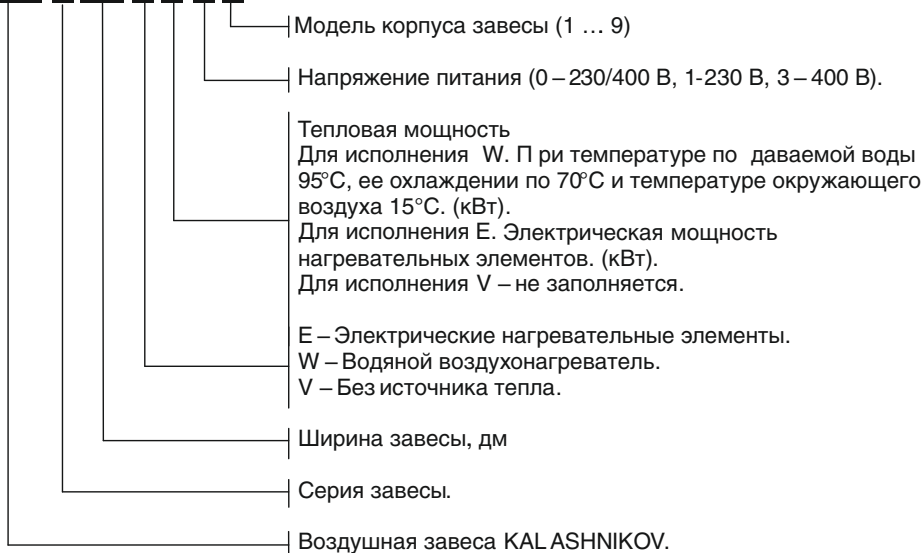 Модель корпуса завесы (1 … 9)
Напряжение питания (0 – 230/400 В, 1-230 В, 3 – 400 В).
Тепловая мощность
Для исполнения W. П ри температуре по даваемой воды
95°С, ее охлаждении по 70°С и температуре окружающего
воздуха 15°С. (кВт).
Для исполнения Е. Электрическая мощность
нагревательных элементов. (кВт).
Для исполнения V – не заполняется.
Е – Электрические нагревательные элементы.
W – Водяной воздухонагреватель.
V – Без источника тепла.
Ширина завесы, дм
Серия завесы.
Воздушная завеса KAL ASHNIKOV.